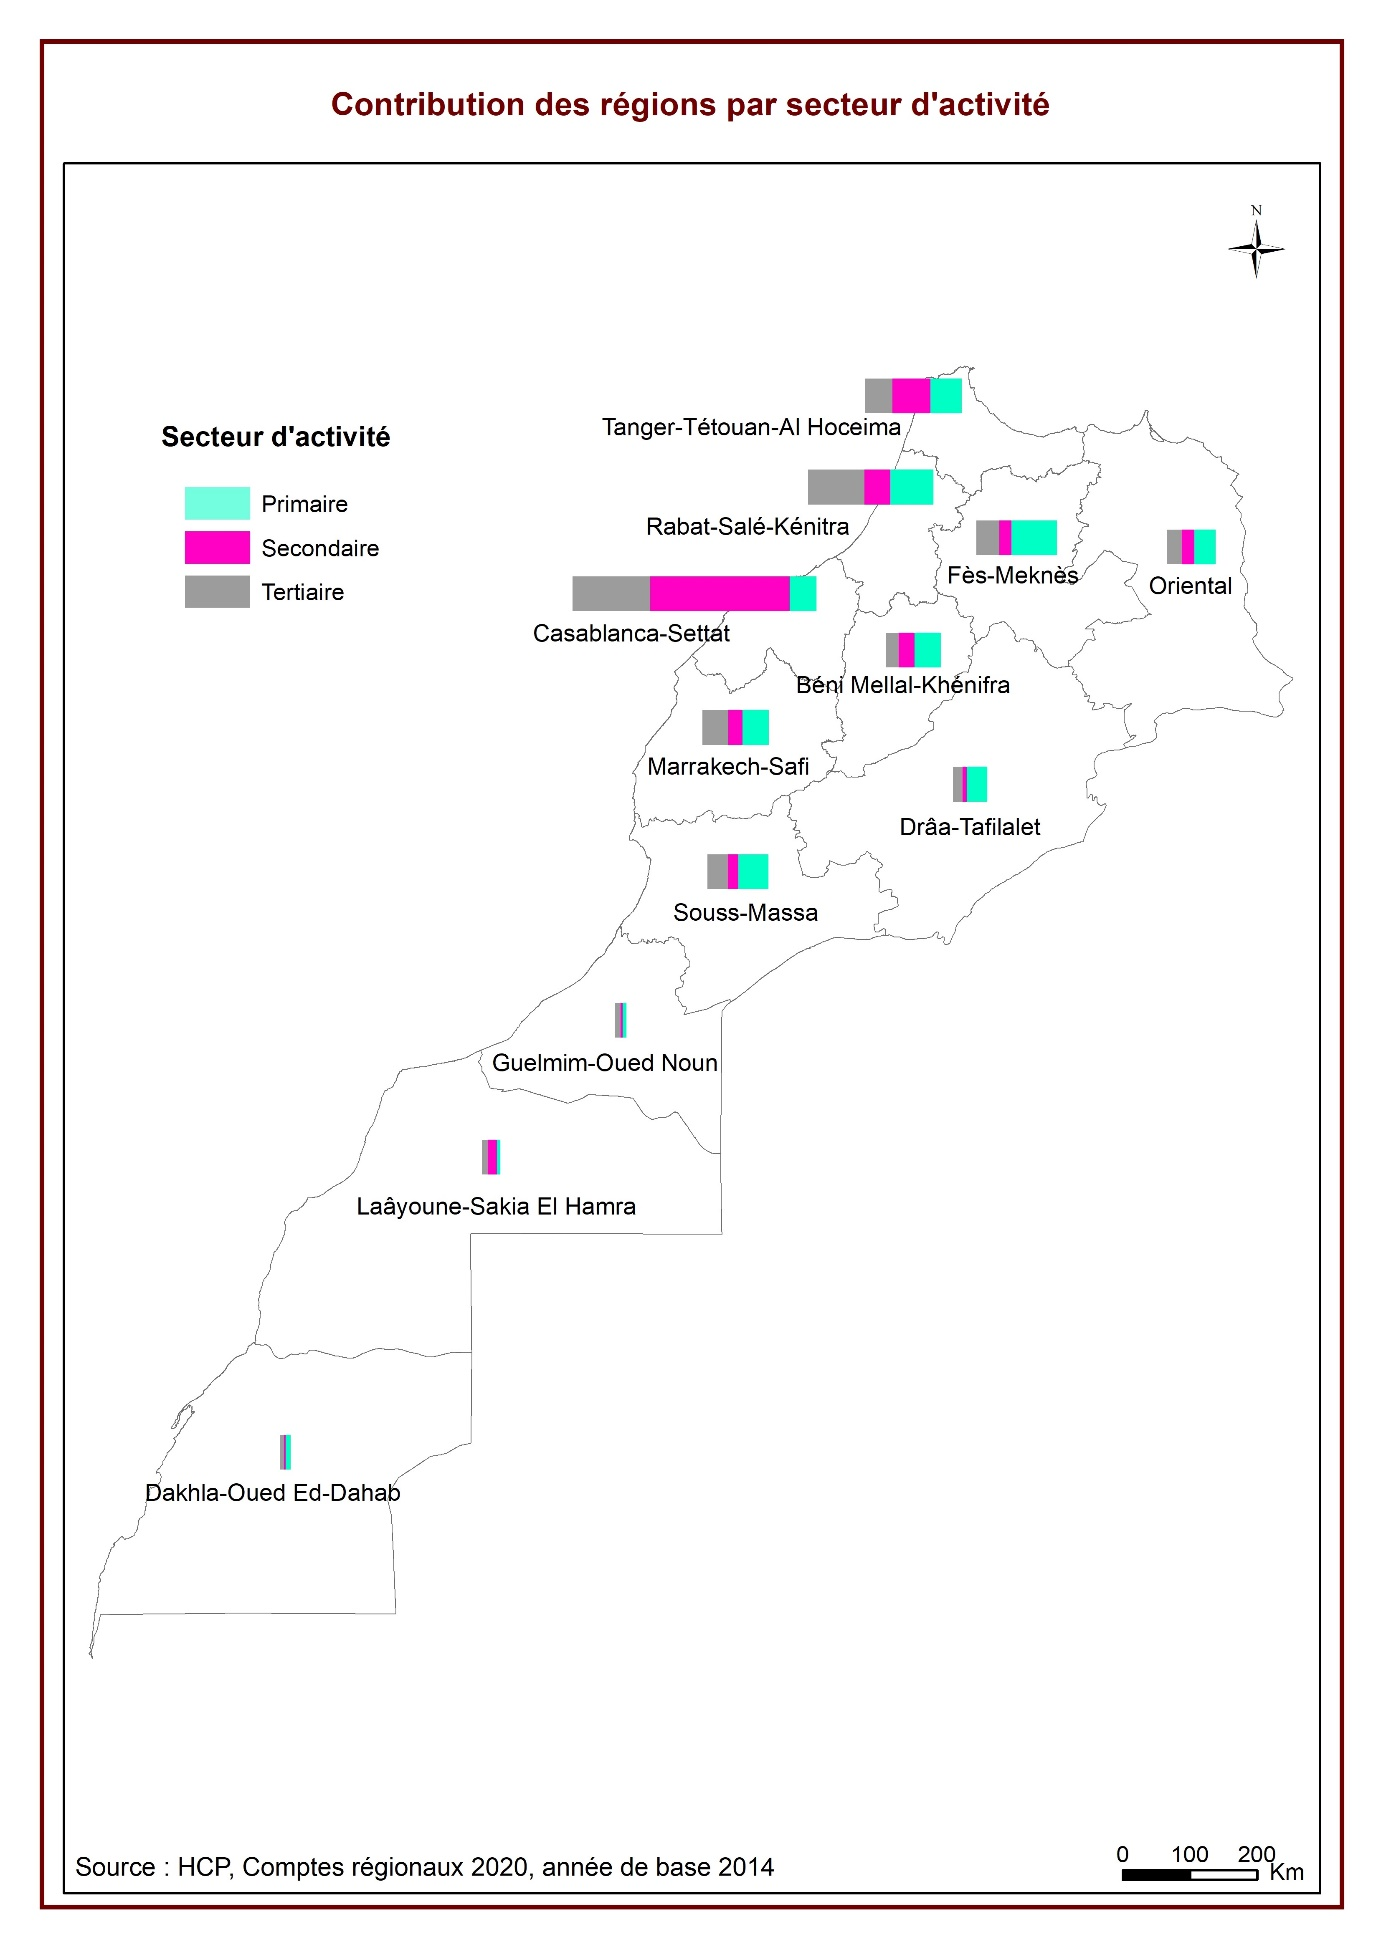 Contribution des régions par secteur d'activité
N
Secteur d'activité
Primaire
Secondaire
Tertiaire
Tanger-Tétouan-Al Hoceima
Rabat-Salé-Kénitra
Fès-Meknès
Oriental
Casablanca-Settat
Béni Mellal-Khénifra
Marrakech-Safi
Drâa-Tafilalet
Souss-Massa
Guelmim-Oued Noun
Laâyoune-Sakia El Hamra
Dakhla-Oued Ed-Dahab
Source : HCP, Comptes régionaux 2020, année de base 2014
0 100 200
Km